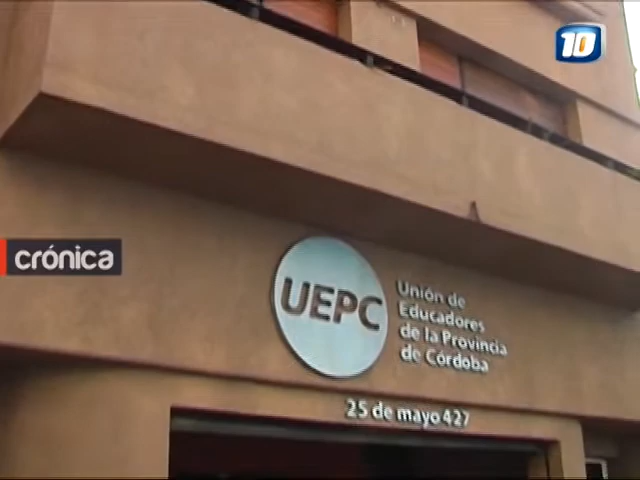 10
crónica
UEPC
Unión de
Educadores
de la Provincia
de Córdoba
25 de mayo 427